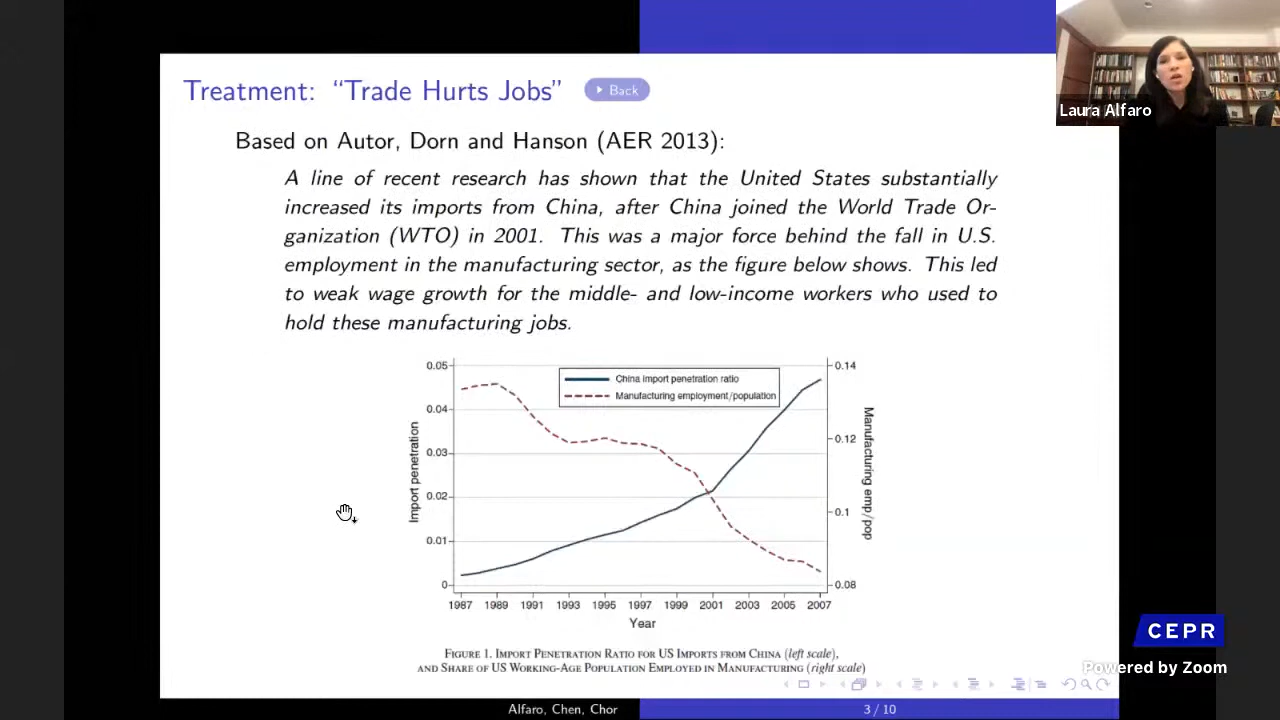 Treatment: “Trade Hurts Jobs”
Back
Laura Alfaro
Based on Autor, Dorn and Hanson (AER 2013):
A line of recent research has shown that the United States substantially
increased its imports from China, after China joined the World Trade Or-
ganization (WTO) in 2001. This was a major force behind the fall in U.S.
employment in the manufacturing sector, as the figure below shows. This led
to weak wage growth for the middle- and low-income workers who used to
hold these manufacturing jobs.
China import penetration ratio
Manufacturing employment/population
0.05
0.04
0.03
0.02
0.01
0
Import penetration
0.14
0.12
0.1
0.08
Manufacturing emp/pop
1987 1989 1991 1993 1995 1997 1999 2001 2003 2005 2007
Year
FIGURE 1. IMPORT PENETRATION RATIO FOR US IMPORTS FROM CHINA (left scale),
AND SHARE OF US WORKING-AGE POPULATION EMPLOYED IN MANUFACTURING (right scale)
CEPR
Powered by Zoom
Alfaro, Chen, Chor
3 / 10